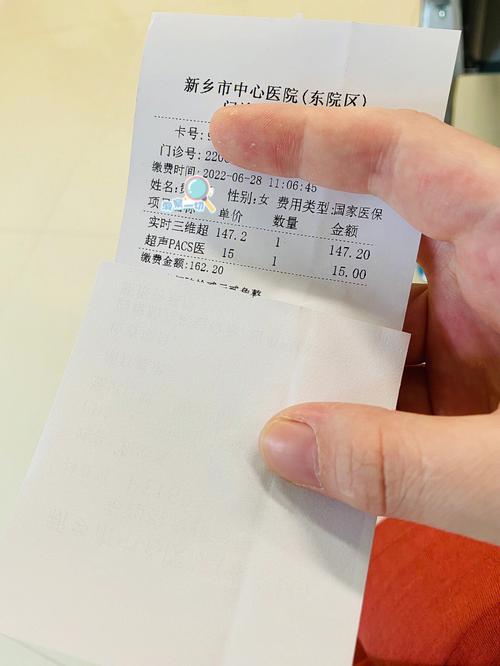 新乡市中心医院(东院区)
卡号:
门诊号:220
缴费时间:2022-06-28 11:06:45
姓名: 性别:女 费用类型:国家医保
项 单价 数量 金额
实时三维超 147.2 1 147.20
超声PACS医 15 1 15.00
缴费金额:162.20